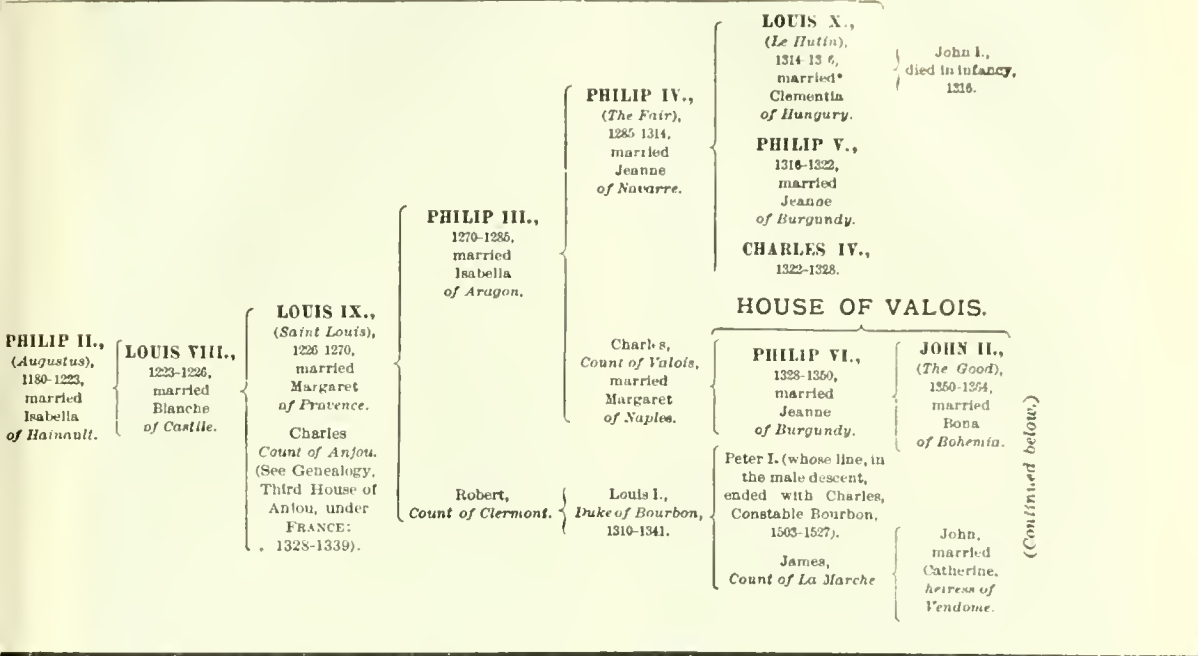 PHILIP II.,
(Augustus),
1180-1223,
married
Isabella
of Hainault.
LOUIS VIII.,
1223-1226,
married
Blanche
of Castile.
LOUIS IX.,
(Saint Louis),
1226 1270,
married
Margaret
of Provence.
Charles
Count of Anjou.
(See Genealogy,
Third House of
Anjou, under
FRANCE:
1328-1339).
PHILIP III.,
1270-1285,
married
Isabella
of Aragon.
Robert,
Count of Clermont.
PHILIP IV.,
(The Fair),
1285 1314,
married
Jeanne
of Navarre.
Charles,
Count of Valois,
married
Margaret
of Naples.
Louis I.,
Duke of Bourbon,
1310-1341.
LOUIS X.,
(Le Hutin),
1314 13 6,
married*
Clementia
of Hungury.
PHILIP V.,
1316-1322,
married
Jeanne
of Burgundy.
CHARLES IV.,
1322-1328.
John I.,
died in infancy,
1316.
HOUSE OF VALOIS.
PHILIP VI.,
1328-1350,
married
Jeanne
of Burgundy.
Peter I. (whose line, in
the male descent,
ended with Charles,
Constable Bourbon,
1503-1527).
James,
Count of La Marche
JOHN II.,
(The Good),
1350-1364,
married
Bona
of Bohemia.
John,
married
Catherine,
heiress of
Vendome.
(Continued below.)